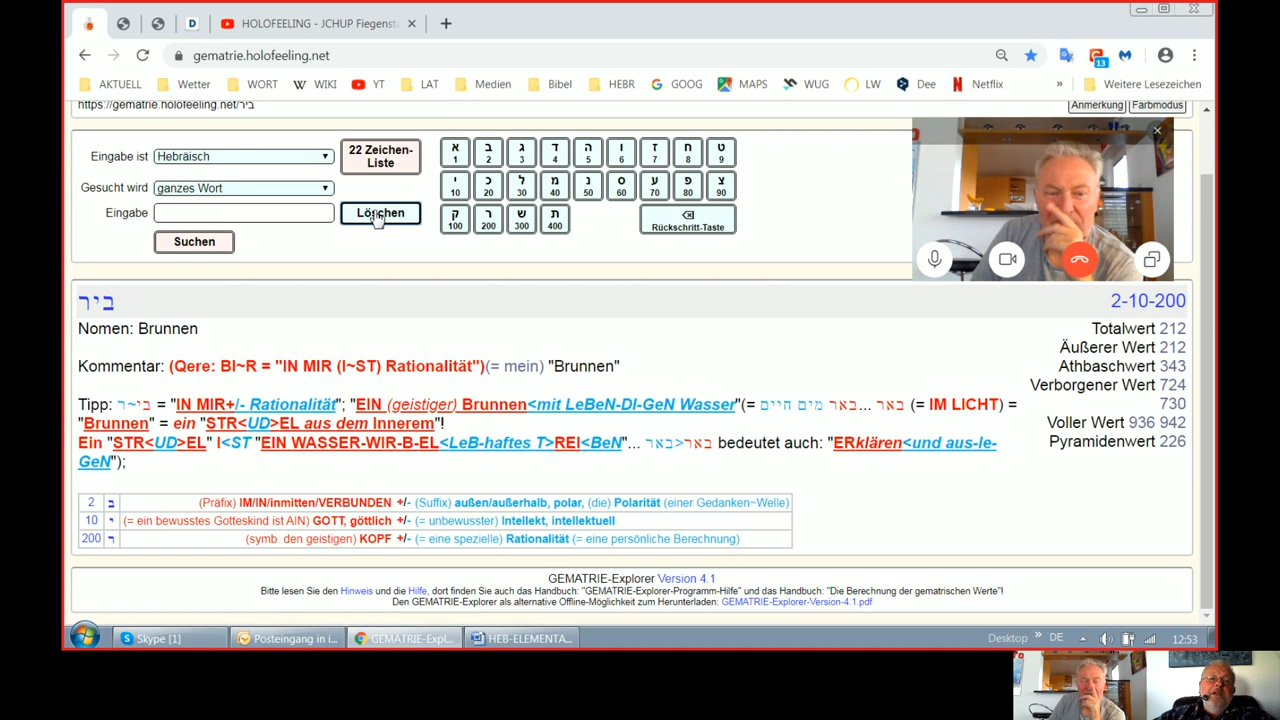 HOLOFEELING - JCHUP Fiegenst
gematrie.holofeeling.net
13
AKTUELL Wetter WORT WIKI YT LAT Medien Bibel HEBR GOOG MAPS WUG LW Dee Netflix » Weitere Lesezeichen
https://gematrie.holofeeling.net/ביר
Anmerkung Farbmodus
Eingabe ist Hebräisch
22 Zeichen-
Liste
Gesucht wird ganzes Wort
Eingabe Löschen
Suchen
א ב ג ד ה ו ז ח ט
1 2 3 4 5 6 7 8 9
י כ ל מ נ ס ע פ צ
10 20 30 40 50 60 70 80 90
ק ר ש ת
100 200 300 400 Rückschritt-Taste
ביר 2-10-200
Nomen: Brunnen
Totalwert 212
Äußerer Wert 212
Athbaschwert 343
Verborgener Wert 724
730
Voller Wert 936 942
Pyramidenwert 226
Kommentar: (Qere: BI~R = "IN MIR (I~ST) Rationalität")(= mein) "Brunnen"
Tipp: בי~ר = "IN MIR+/- Rationalität"; "EIN (geistiger) Brunnen<mit LeBeN-DI-GeN Wasser"(= באר מים חיים... באר (= IM LICHT) =
"Brunnen" = ein "STR<UD>EL aus dem Innerem"!
Ein "STR<UD>EL" I<ST "EIN WASSER-WIR-B-EL<LeB-haftes T>REI<BeN"... באר<באר bedeutet auch: "ERklären<und aus-le-
GeN");
2 ב (Präfix) IM/IN/inmitten/VERBUNDEN +/- (Suffix) außen/außerhalb, polar, (die) Polarität (einer Gedanken~Welle)
10 י (= ein bewusstes Gotteskind ist AIN) GOTT, göttlich +/- (= unbewusster) Intellekt, intellektuell
200 ר (symb. den geistigen) KOPF +/- (= eine spezielle) Rationalität (= eine persönliche Berechnung)
GEMATRIE-Explorer Version 4.1
Bitte lesen Sie den Hinweis und die Hilfe, dort finden Sie auch das Handbuch: "GEMATRIE-Explorer-Programm-Hilfe" und das Handbuch: "Die Berechnung der gematrischen Werte"!
Den GEMATRIE-Explorer als alternative Offline-Möglichkeit zum Herunterladen: GEMATRIE-Explorer-Version-4.1.pdf
Skype [1] Posteingang in i... GEMATRIE-Expl... HEB-ELEMENTA... Desktop » DE 12:53